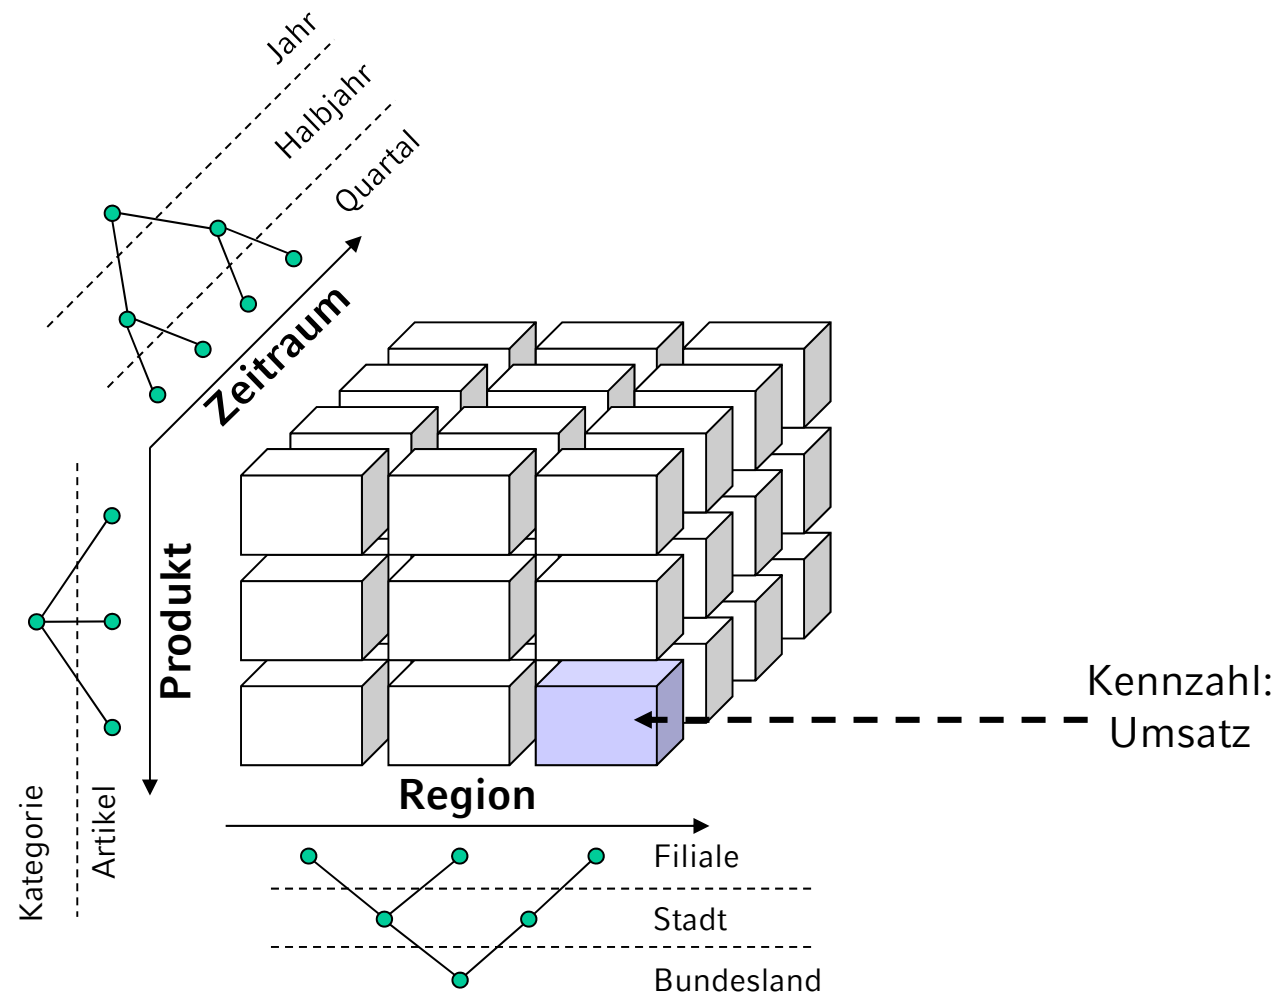 Jahr
Halbjahr
Quartal
Zeitraum
Produkt
Kategorie
Artikel
Kennzahl:
Umsatz
Region
Filiale
Stadt
Bundesland